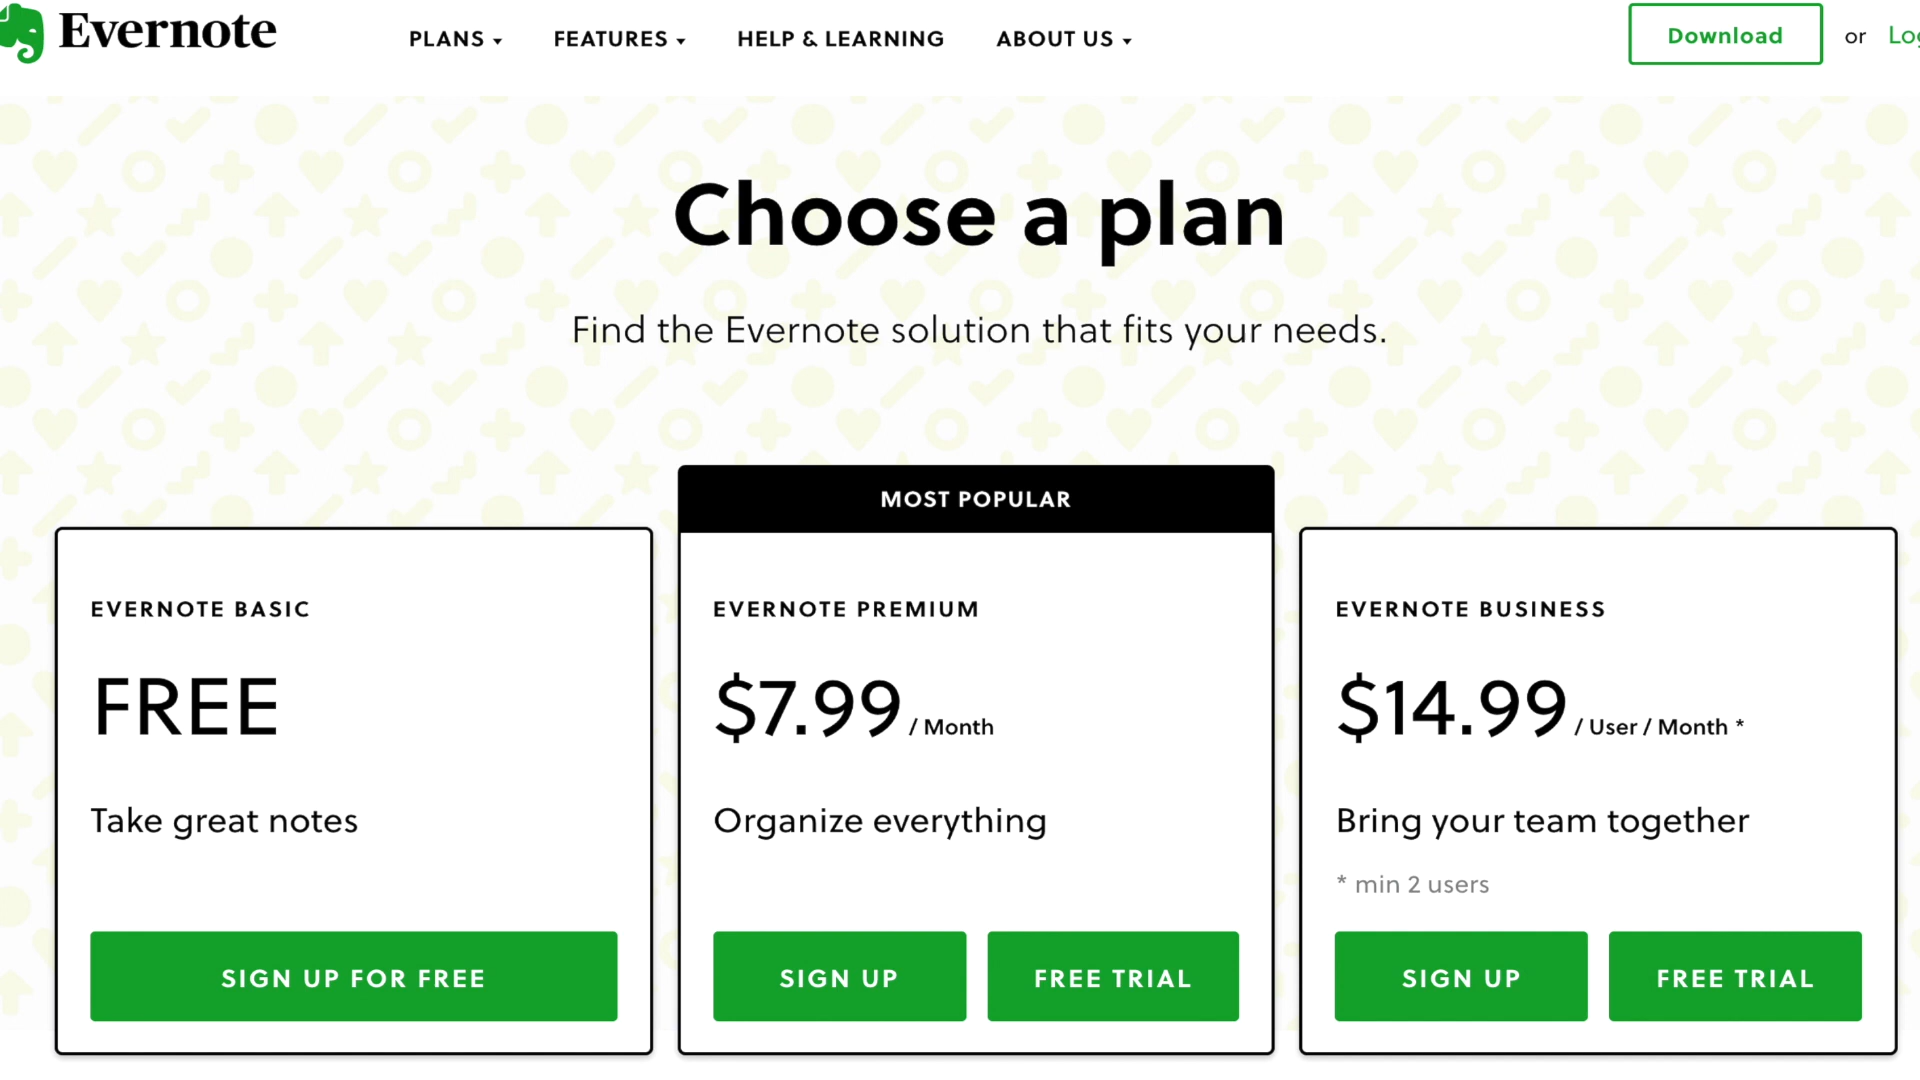 Evernote
PLANS ▾ FEATURES ▾ HELP & LEARNING ABOUT US ▾
Download or
Choose a plan
Find the Evernote solution that fits your needs.
MOST POPULAR
EVERNOTE BASIC
FREE
Take great notes
SIGN UP FOR FREE
EVERNOTE PREMIUM
$7.99 / Month
Organize everything
SIGN UP FREE TRIAL
EVERNOTE BUSINESS
$14.99 / User / Month *
Bring your team together
* min 2 users
SIGN UP FREE TRIAL